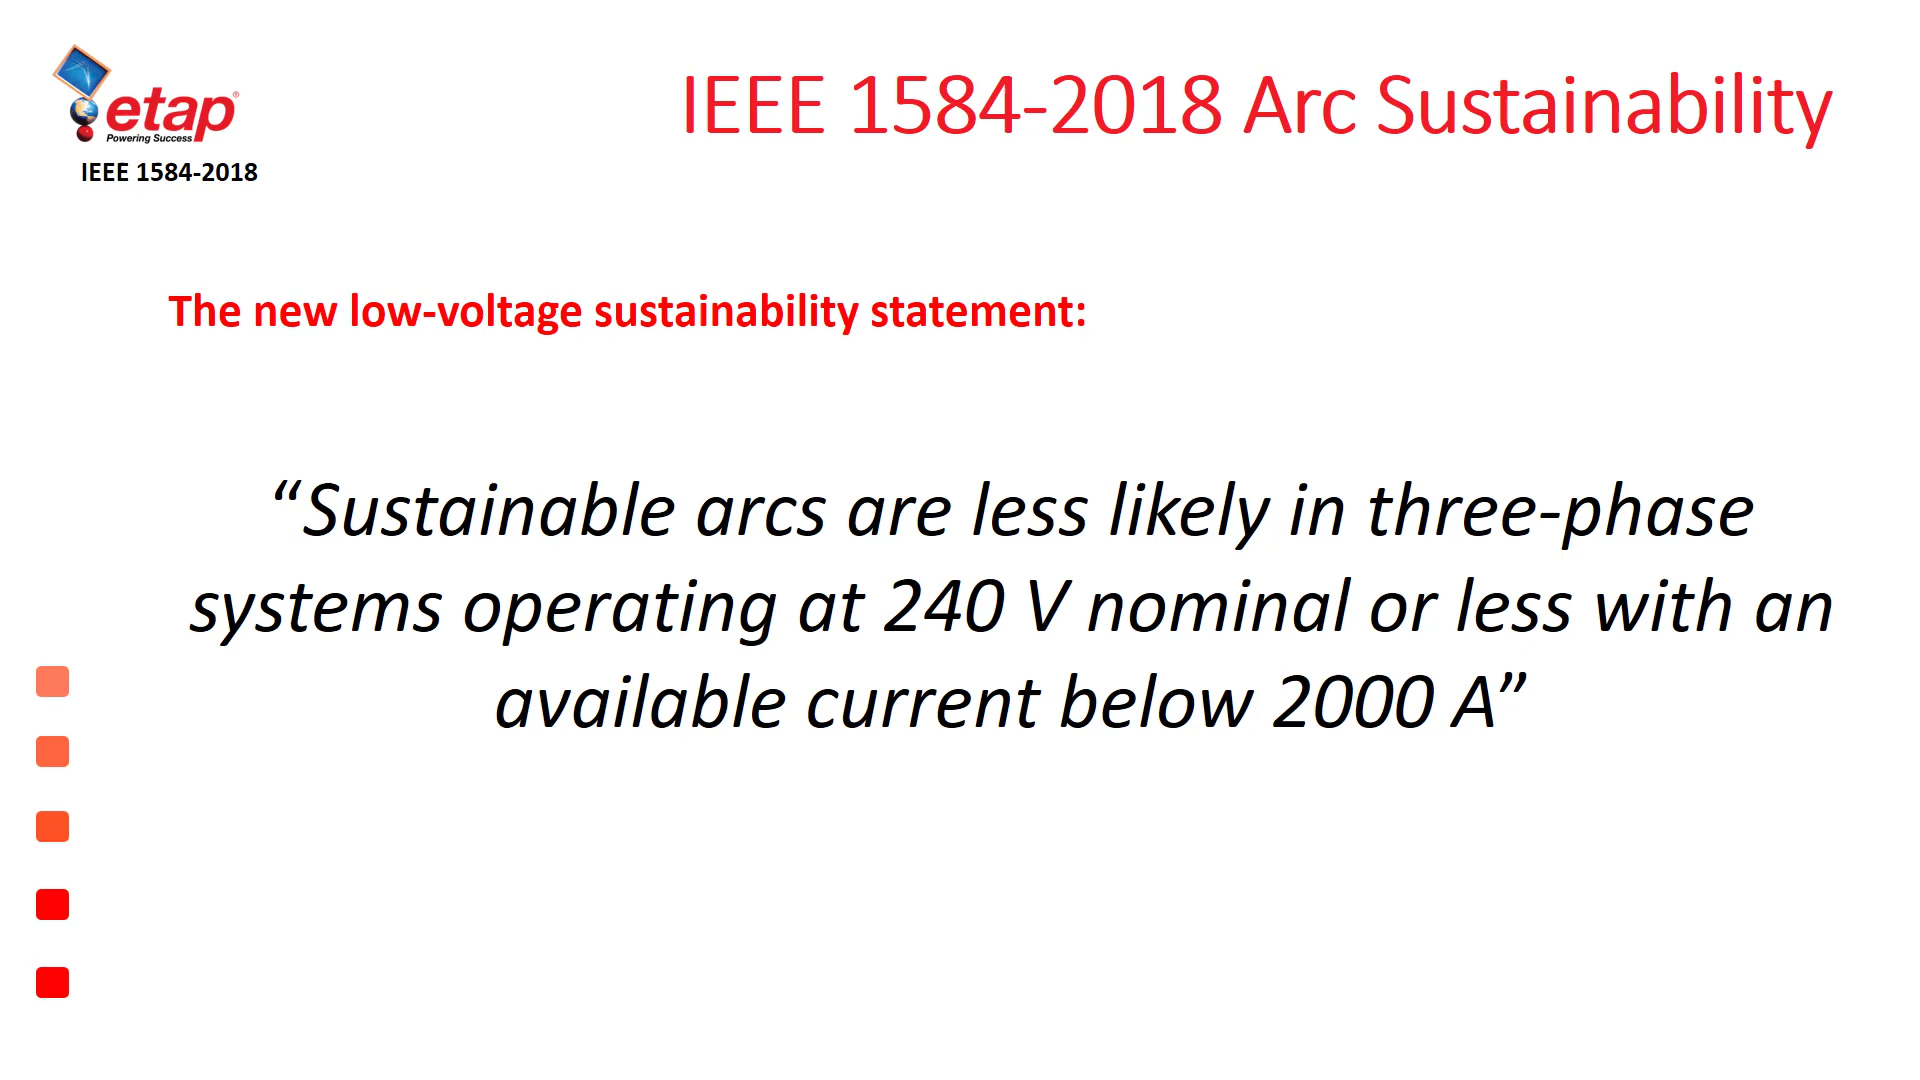 etap®
Powering Success
IEEE 1584-2018
IEEE 1584-2018 Arc Sustainability
The new low-voltage sustainability statement:
“Sustainable arcs are less likely in three-phase
systems operating at 240 V nominal or less with an
available current below 2000 A”